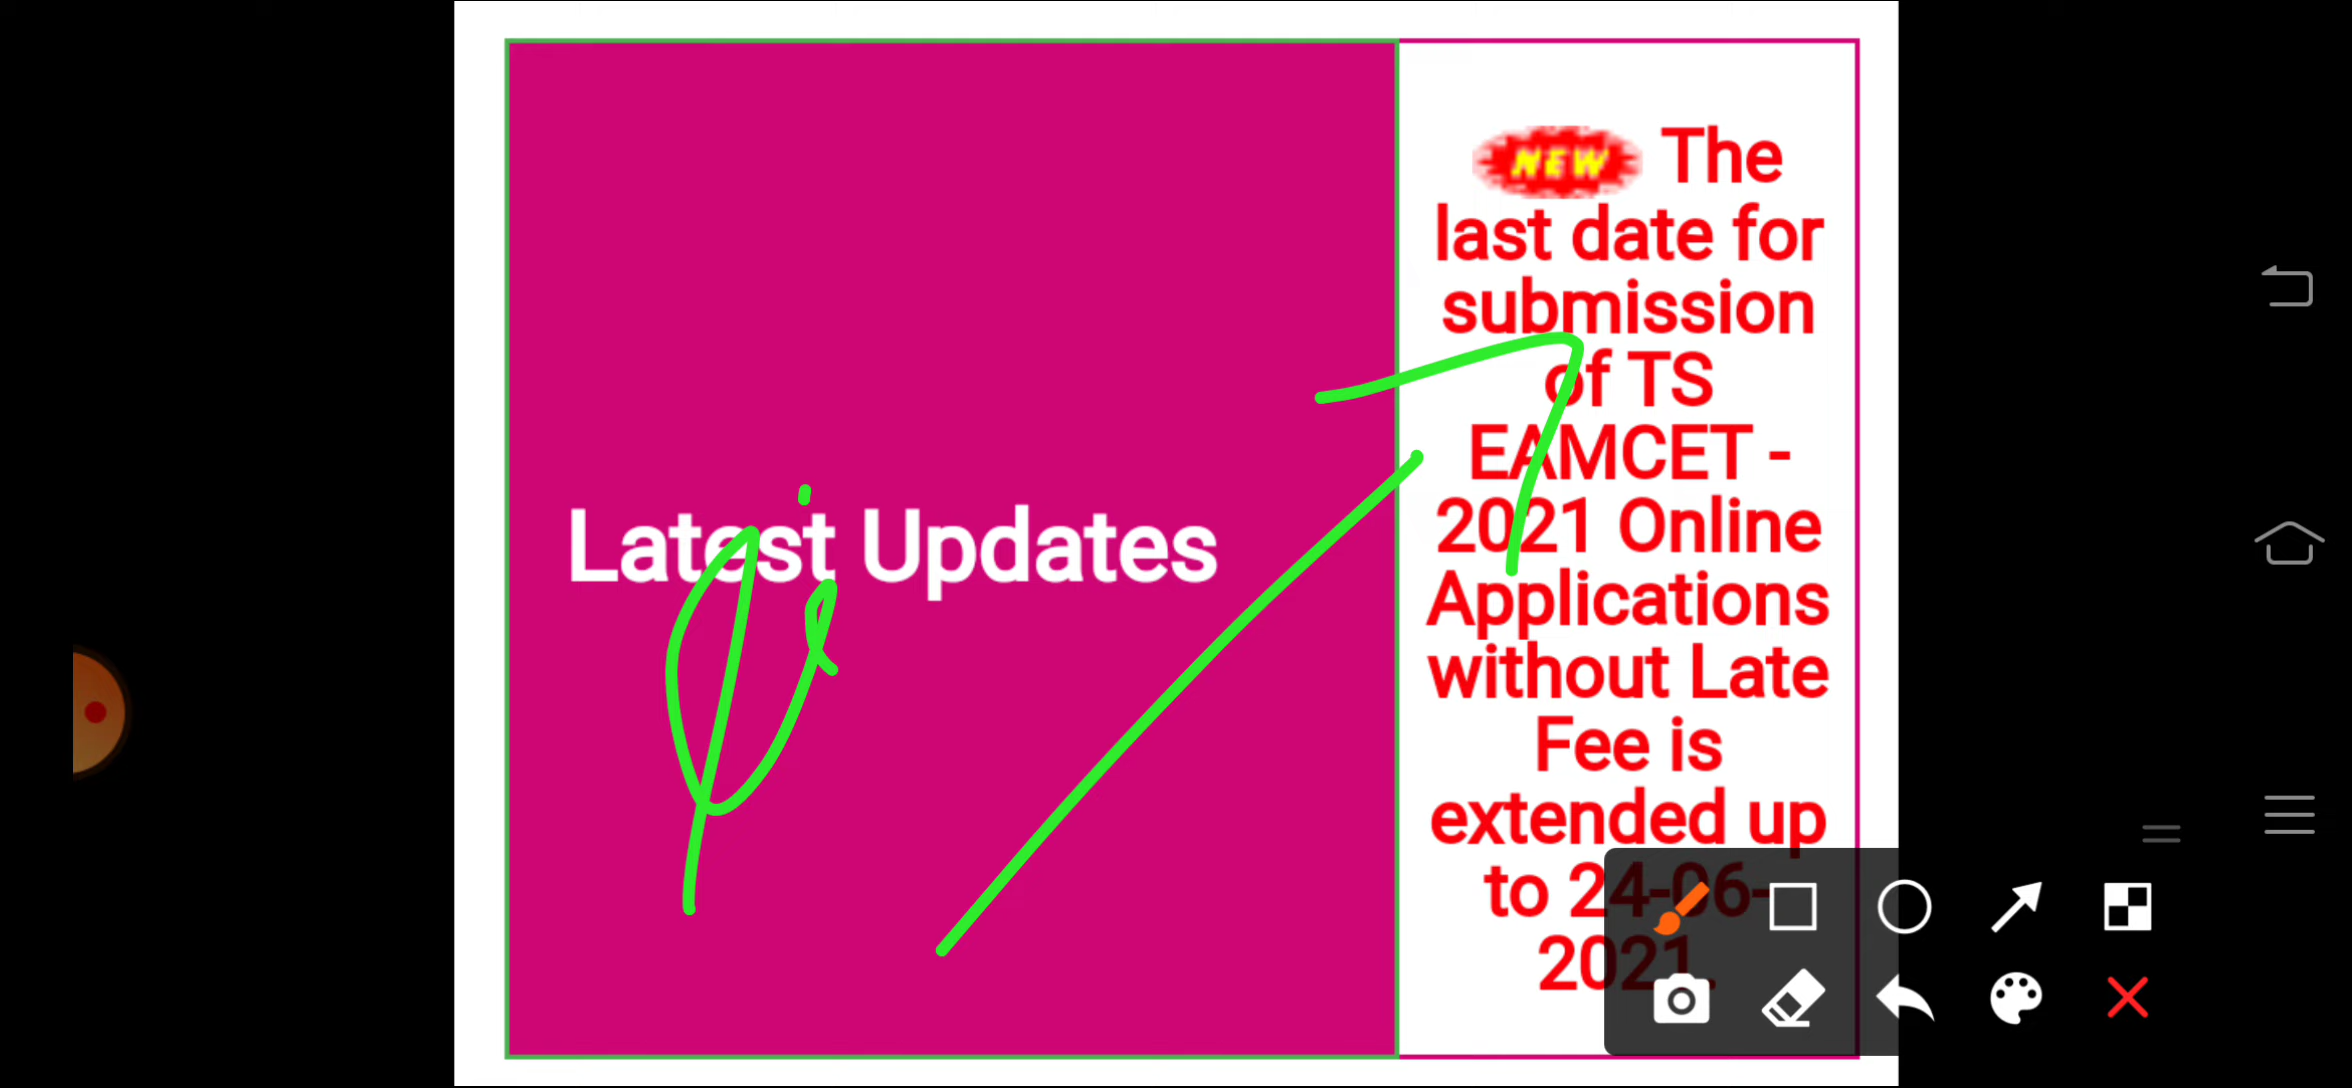 Latest Updates
NEW The
last date for
submission
of TS
EAMCET -
2021 Online
Applications
without Late
Fee is
extended up
to 24-06-
2021.